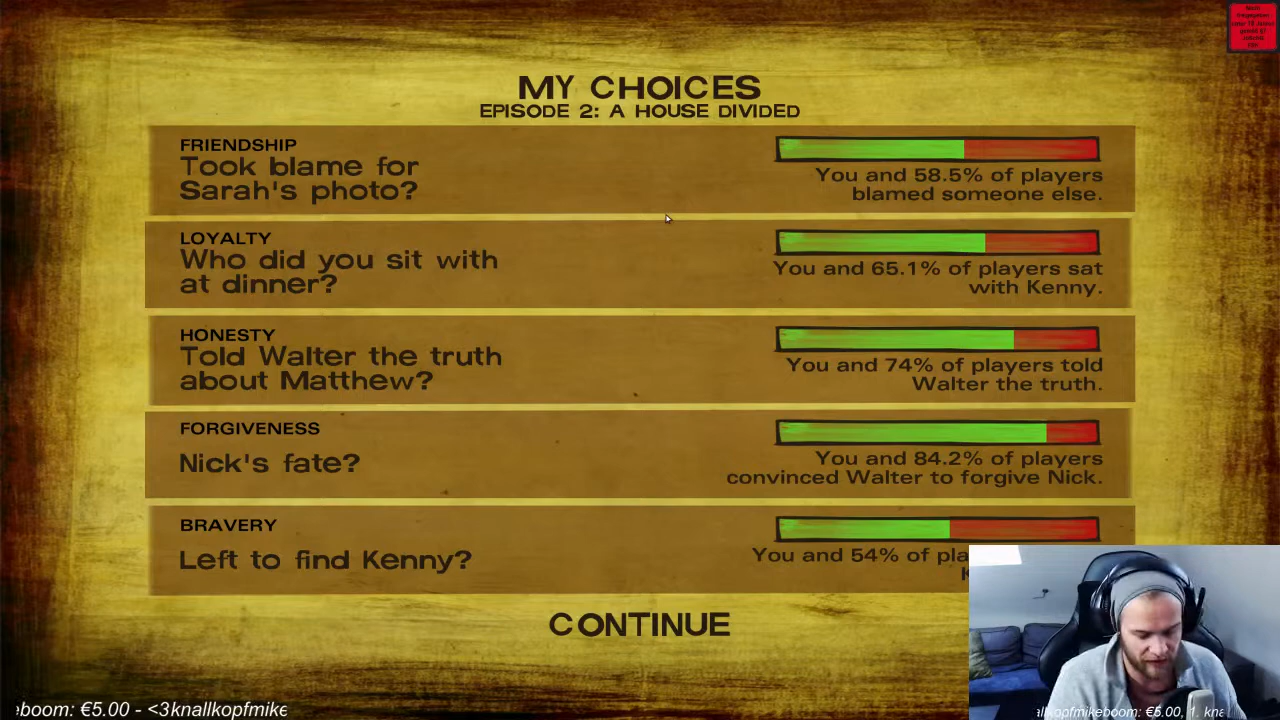 MY CHOICES
EPISODE 2: A HOUSE DIVIDED
FRIENDSHIP
Took blame for
Sarah's photo?
You and 58.5% of players
blamed someone else.
LOYALTY
Who did you sit with
at dinner?
You and 65.1% of players sat
with Kenny.
HONESTY
Told Walter the truth
about Matthew?
You and 74% of players told
Walter the truth.
FORGIVENESS
Nick's fate?
You and 84.2% of players
convinced Walter to forgive Nick.
BRAVERY
Left to find Kenny?
You and 54% of
CONTINUE
boom: €5.00 - <3knallkopfmike
lkopfmikeboom: €5.00, 1.